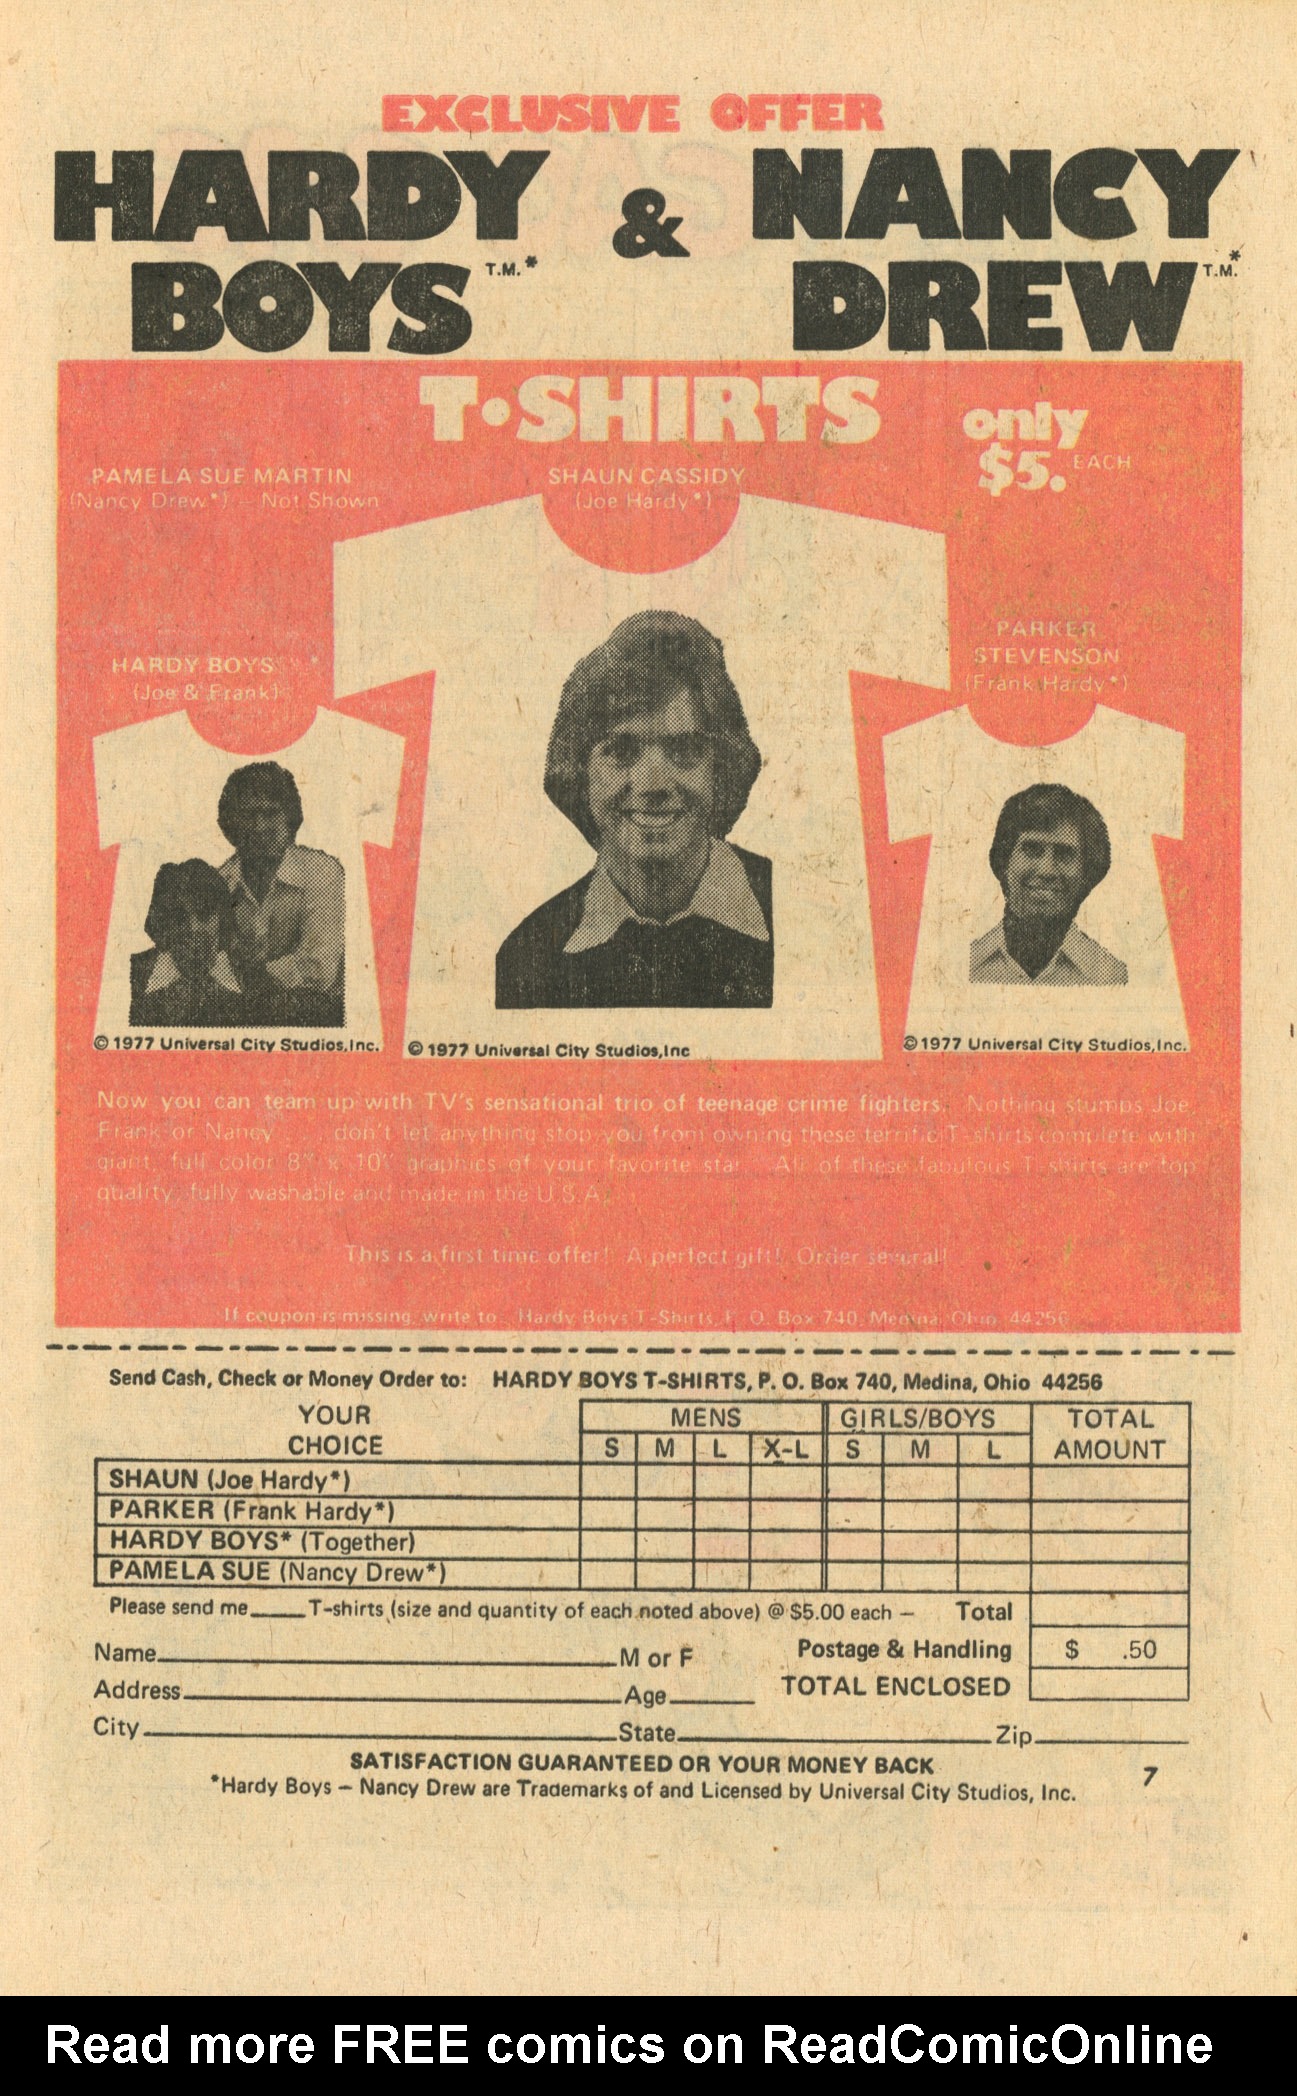 EXCLUSIVE OFFER
HARDY BOYS T.M.* & NANCY DREW T.M.*
T•SHIRTS
only $5. EACH
PAMELA SUE MARTIN
(Nancy Drew*) – Not Shown
SHAUN CASSIDY
(Joe Hardy*)
PARKER
STEVENSON
(Frank Hardy*)
HARDY BOYS *
(Joe & Frank)
© 1977 Universal City Studios, Inc.
© 1977 Universal City Studios, Inc
© 1977 Universal City Studios, Inc.
Now you can team up with TV's sensational trio of teenage crime fighters. Nothing stumps Joe,
Frank or Nancy . . . don't let anything stop you from owning these terrific T-shirts complete with
giant, full color 8" x 10" graphics of your favorite star. All of these fabulous T-shirts are top
quality, fully washable and made in the U.S.A.
This is a first time offer! A perfect gift! Order several!
If coupon is missing, write to: Hardy Boys T-Shirts, P. O. Box 740, Medina, Ohio 44256
Send Cash, Check or Money Order to: HARDY BOYS T-SHIRTS, P. O. Box 740, Medina, Ohio 44256
YOUR CHOICE
MENS GIRLS/BOYS TOTAL AMOUNT
S M L X-L S M L
SHAUN (Joe Hardy*)
PARKER (Frank Hardy*)
HARDY BOYS* (Together)
PAMELA SUE (Nancy Drew*)
Please send me T-shirts (size and quantity of each noted above) @ $5.00 each – Total
Name M or F Postage & Handling $ .50
Address Age TOTAL ENCLOSED
City State Zip
SATISFACTION GUARANTEED OR YOUR MONEY BACK
*Hardy Boys – Nancy Drew are Trademarks of and Licensed by Universal City Studios, Inc.
7
Read more FREE comics on ReadComicOnline